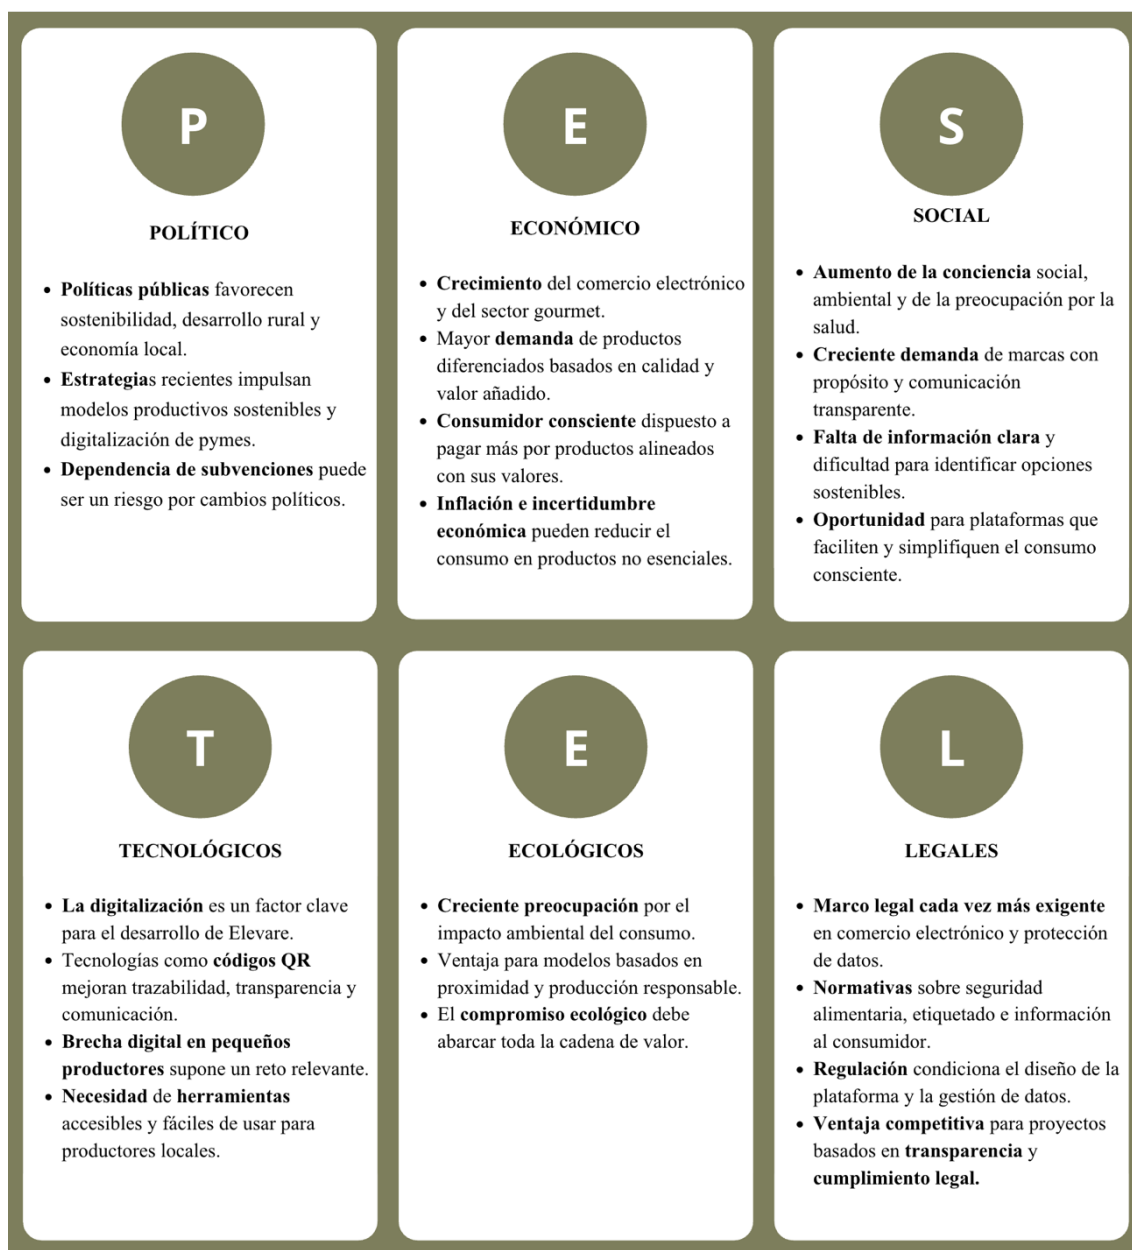 P
POLÍTICO
• Políticas públicas favorecen
sostenibilidad, desarrollo rural y
economía local.
• Estrategias recientes impulsan
modelos productivos sostenibles y
digitalización de pymes.
• Dependencia de subvenciones puede
ser un riesgo por cambios políticos.
E
ECONÓMICO
• Crecimiento del comercio electrónico
y del sector gourmet.
• Mayor demanda de productos
diferenciados basados en calidad y
valor añadido.
• Consumidor consciente dispuesto a
pagar más por productos alineados
con sus valores.
• Inflación e incertidumbre
económica pueden reducir el
consumo en productos no esenciales.
S
SOCIAL
• Aumento de la conciencia social,
ambiental y de la preocupación por la
salud.
• Creciente demanda de marcas con
propósito y comunicación
transparente.
• Falta de información clara y
dificultad para identificar opciones
sostenibles.
• Oportunidad para plataformas que
faciliten y simplifiquen el consumo
consciente.
T
TECNOLÓGICOS
• La digitalización es un factor clave
para el desarrollo de Elevare.
• Tecnologías como códigos QR
mejoran trazabilidad, transparencia y
comunicación.
• Brecha digital en pequeños
productores supone un reto relevante.
• Necesidad de herramientas
accesibles y fáciles de usar para
productores locales.
E
ECOLÓGICOS
• Creciente preocupación por el
impacto ambiental del consumo.
• Ventaja para modelos basados en
proximidad y producción responsable.
• El compromiso ecológico debe
abarcar toda la cadena de valor.
L
LEGALES
• Marco legal cada vez más exigente
en comercio electrónico y protección
de datos.
• Normativas sobre seguridad
alimentaria, etiquetado e información
al consumidor.
• Regulación condiciona el diseño de la
plataforma y la gestión de datos.
• Ventaja competitiva para proyectos
basados en transparencia y
cumplimiento legal.